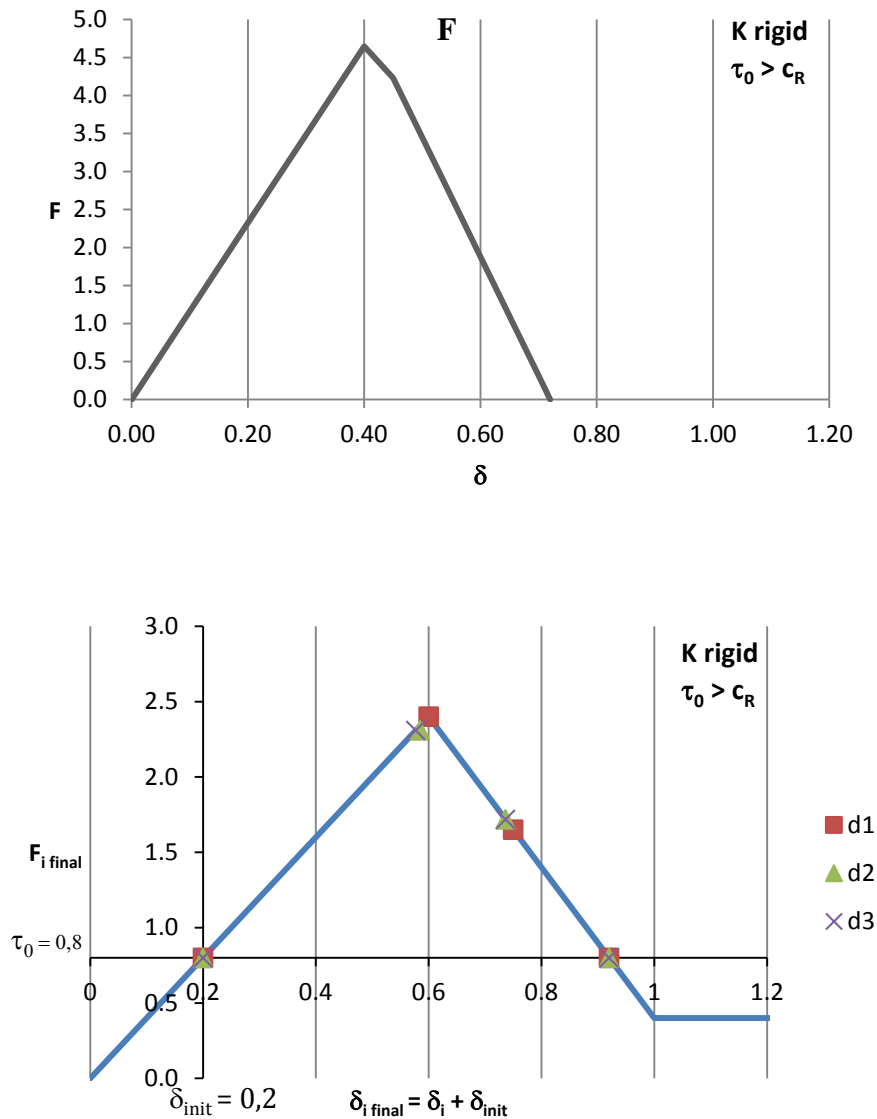 F
K rigid
τ0 > cR
5.0
4.5
4.0
3.5
3.0
2.5
2.0
1.5
1.0
0.5
0.0
F
0.00 0.20 0.40 0.60 0.80 1.00 1.20
δ
K rigid
τ0 > cR
3.0
2.5
2.0
1.5
1.0
0.5
0.0
Fi final
τ0 = 0,8
0 0.2 0.4 0.6 0.8 1 1.2
d1
d2
d3
δinit = 0,2
δi final = δi + δinit